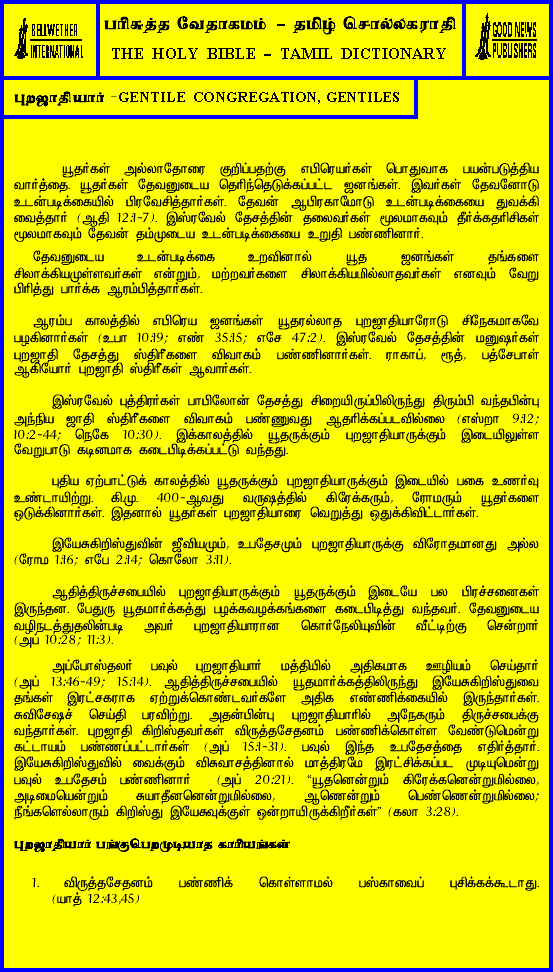 BELLWETHER
INTERNATIONAL
பரிசுத்த வேதாகமம் – தமிழ் சொல்லகராதி
THE HOLY BIBLE – TAMIL DICTIONARY
GOOD NEWS
PUBLISHERS
புறஜாதியார் –GENTILE CONGREGATION, GENTILES
யூதர்கள் அல்லாதோரை குறிப்பதற்கு எபிரெயர்கள் பொதுவாக பயன்படுத்திய
வார்த்தை. யூதர்கள் தேவனுடைய தெரிந்தெடுக்கப்பட்ட ஜனங்கள். இவர்கள் தேவனோடு
உடன்படிக்கையில் பிரவேசித்தார்கள். தேவன் ஆபிரகாமோடு உடன்படிக்கையை துவக்கி
வைத்தார் (ஆதி 12:1-7). இஸ்ரவேல் தேசத்தின் தலைவர்கள் மூலமாகவும் தீர்க்கதரிசிகள்
மூலமாகவும் தேவன் தம்முடைய உடன்படிக்கையை உறுதி பண்ணினார்.
தேவனுடைய உடன்படிக்கை உறவினால் யூத ஜனங்கள் தங்களை
சிலாக்கியமுள்ளவர்கள் என்றும், மற்றவர்களை சிலாக்கியமில்லாதவர்கள் எனவும் வேறு
பிரித்து பார்க்க ஆரம்பித்தார்கள்.
ஆரம்ப காலத்தில் எபிரெய ஜனங்கள் யூதரல்லாத புறஜாதியாரோடு சிநேகமாகவே
பழகினார்கள் (உபா 10:19; எண் 35:15; எசே 47:2). இஸ்ரவேல் தேசத்தின் மனுஷர்கள்
புறஜாதி தேசத்து ஸ்திரீகளை விவாகம் பண்ணினார்கள். ராகாப், ரூத், பத்சேபாள்
ஆகியோர் புறஜாதி ஸ்திரீகள் ஆவார்கள்.
இஸ்ரவேல் புத்திரர்கள் பாபிலோன் தேசத்து சிறையிருப்பிலிருந்து திரும்பி வந்தபின்பு
அந்நிய ஜாதி ஸ்திரீகளை விவாகம் பண்ணுவது ஆதரிக்கப்படவில்லை (எஸ்றா 9:12;
10:2-44; நெகே 10:30). இக்காலத்தில் யூதருக்கும் புறஜாதியாருக்கும் இடையிலுள்ள
வேறுபாடு கடினமாக கடைபிடிக்கப்பட்டு வந்தது.
புதிய ஏற்பாட்டுக் காலத்தில் யூதருக்கும் புறஜாதியாருக்கும் இடையில் பகை உணர்வு
உண்டாயிற்று. கி.மு. 400-ஆவது வருஷத்தில் கிரேக்கரும், ரோமரும் யூதர்களை
ஒடுக்கினார்கள். இதனால் யூதர்கள் புறஜாதியாரை வெறுத்து ஒதுக்கிவிட்டார்கள்.
இயேசுகிறிஸ்துவின் ஜீவியமும், உபதேசமும் புறஜாதியாருக்கு விரோதமானது அல்ல
(ரோம 1:16; எபே 2:14; கொலோ 3:11).
ஆதித்திருச்சபையில் புறஜாதியாருக்கும் யூதருக்கும் இடையே பல பிரச்சனைகள்
இருந்தன. பேதுரு யூதமார்க்கத்து பழக்கவழக்கங்களை கடைபிடித்து வந்தவர். தேவனுடைய
வழிநடத்துதலின்படி அவர் புறஜாதியாரான கொர்நேலியுவின் வீட்டிற்கு சென்றார்
(அப் 10:28; 11:3).
அப்போஸ்தலர் பவுல் புறஜாதியார் மத்தியில் அதிகமாக ஊழியம் செய்தார்
(அப் 13:46-49; 15:14). ஆதித்திருச்சபையில் யூதமார்க்கத்திலிருந்து இயேசுகிறிஸ்துவை
தங்கள் இரட்சகராக ஏற்றுக்கொண்டவர்களே அதிக எண்ணிக்கையில் இருந்தார்கள்.
சுவிசேஷச் செய்தி பரவிற்று. அதன்பின்பு புறஜாதியாரில் அநேகரும் திருச்சபைக்கு
வந்தார்கள். புறஜாதி கிறிஸ்தவர்கள் விருத்தசேதனம் பண்ணிக்கொள்ள வேண்டுமென்று
கட்டாயம் பண்ணப்பட்டார்கள் (அப் 15:1-31). பவுல் இந்த உபதேசத்தை எதிர்த்தார்.
இயேசுகிறிஸ்துவில் வைக்கும் விசுவாசத்தினால் மாத்திரமே இரட்சிக்கப்பட முடியுமென்று
பவுல் உபதேசம் பண்ணினார் (அப் 20:21). “யூதனென்றும் கிரேக்கனென்றுமில்லை,
அடிமையென்றும் சுயாதீனனென்றுமில்லை, ஆணென்றும் பெண்ணென்றுமில்லை;
நீங்களெல்லாரும் கிறிஸ்து இயேசுவுக்குள் ஒன்றாயிருக்கிறீர்கள்” (கலா 3:28).
புறஜாதியார் பங்குபெறமுடியாத காரியங்கள்
1. விருத்தசேதனம் பண்ணிக் கொள்ளாமல் பஸ்காவைப் புசிக்கக்கூடாது.
(யாத் 12:43,45)